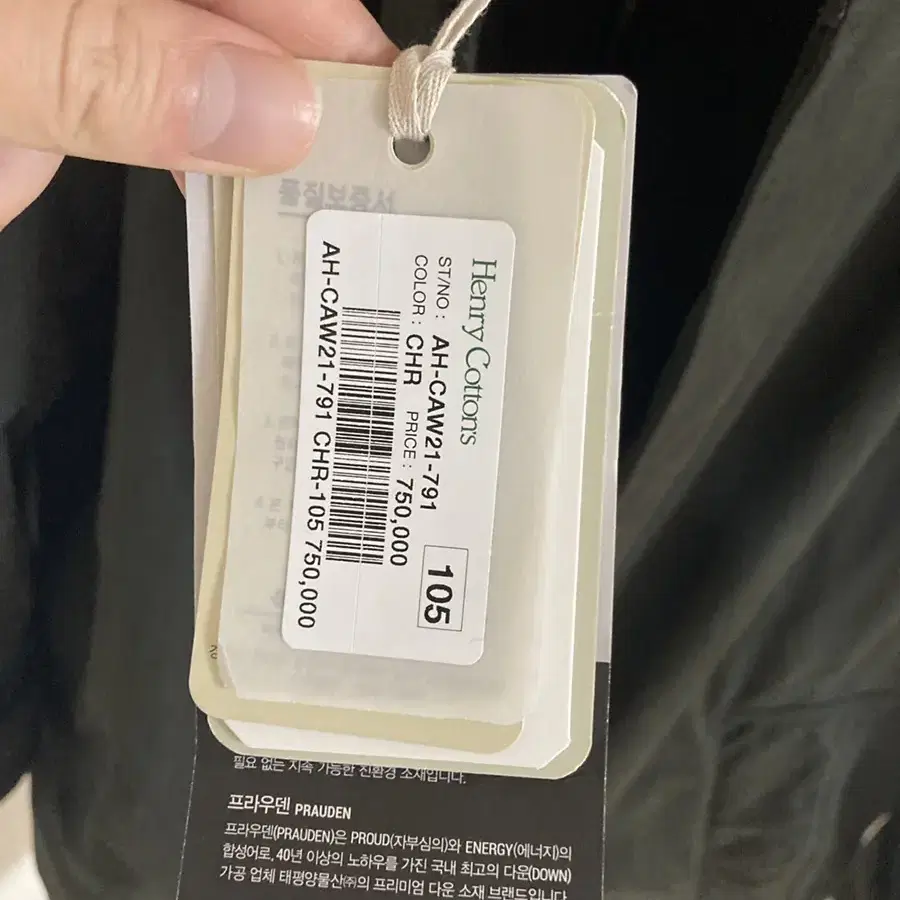 품질보증서
Henry Cotton's
ST/NO : AH-CAW21-791
COLOR : CHR PRICE : 750,000
105
AH-CAW21-791 CHR-105 750,000
필요 없는 지속 가능한 친환경 소재입니다.
프라우덴 PRAUDEN
프라우덴(PRAUDEN)은 PROUD(자부심의)와 ENERGY(에너지)의
합성어로, 40년 이상의 노하우를 가진 국내 최고의 다운(DOWN)
가공 업체 태평양물산㈜의 프리미엄 다운 소재 브랜드입니다.